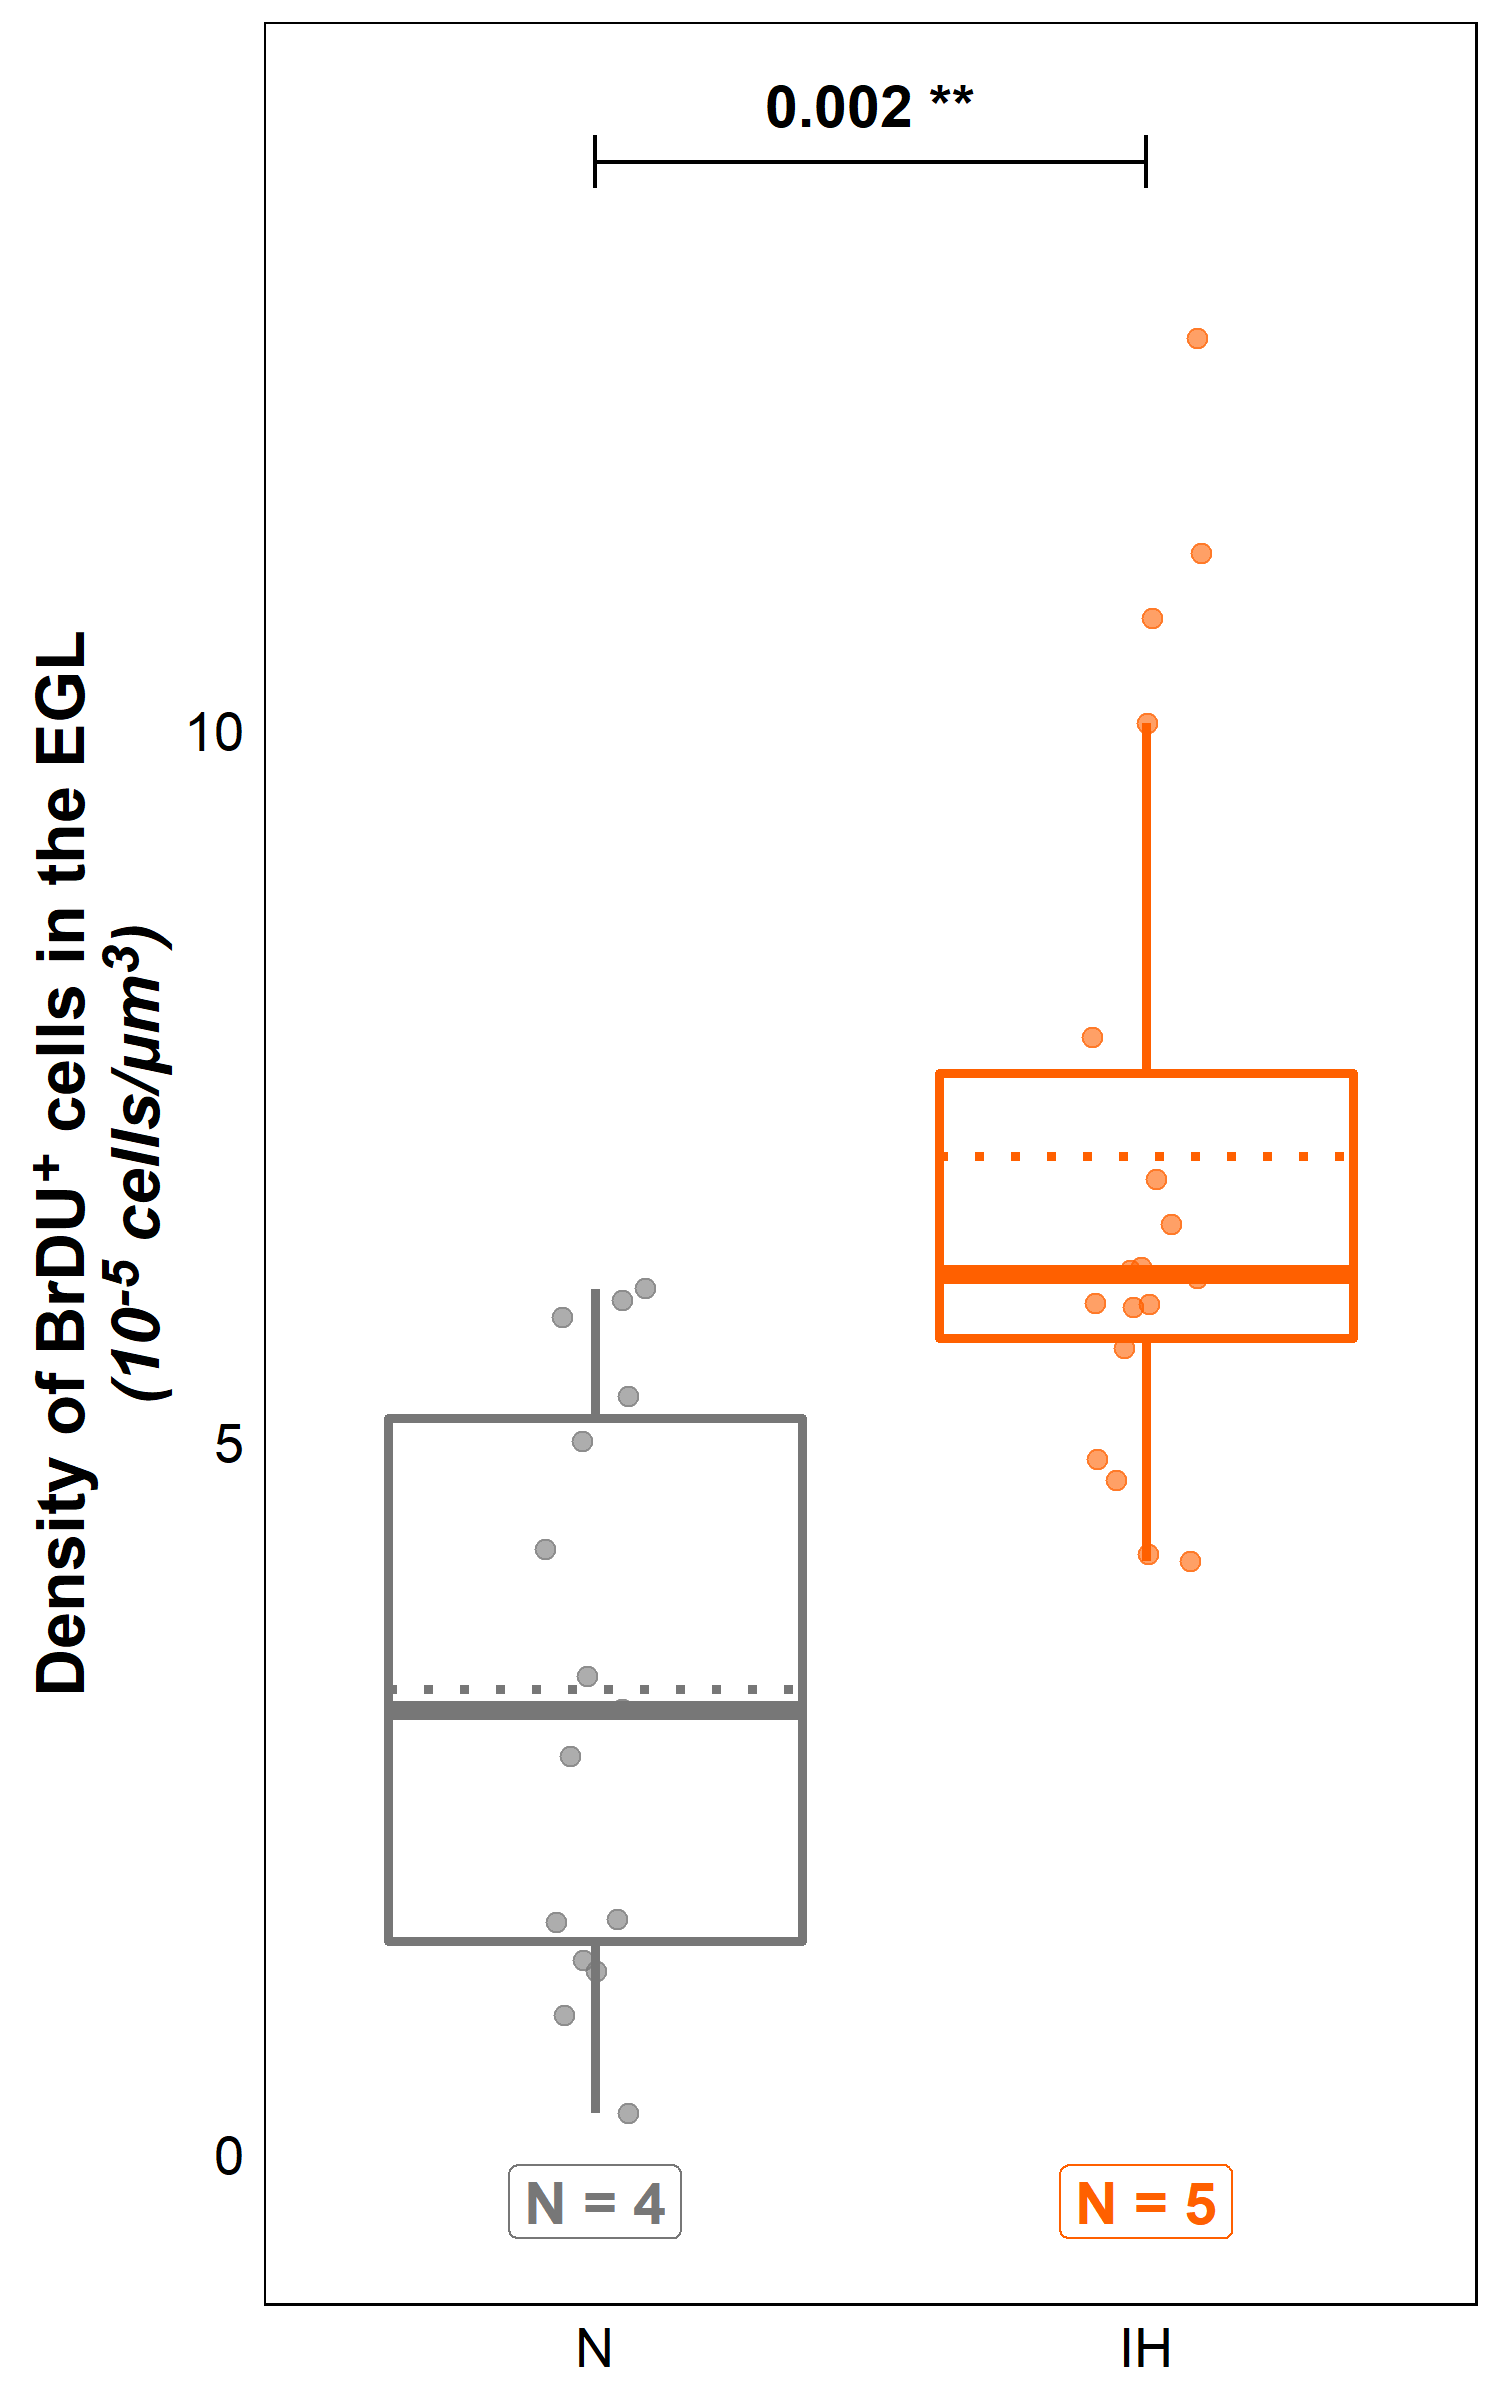 0.002 **
Density of BrDU⁺ cells in the EGL
(10⁻⁵ cells/µm³)
10
5
0
N = 4
N = 5
N
IH